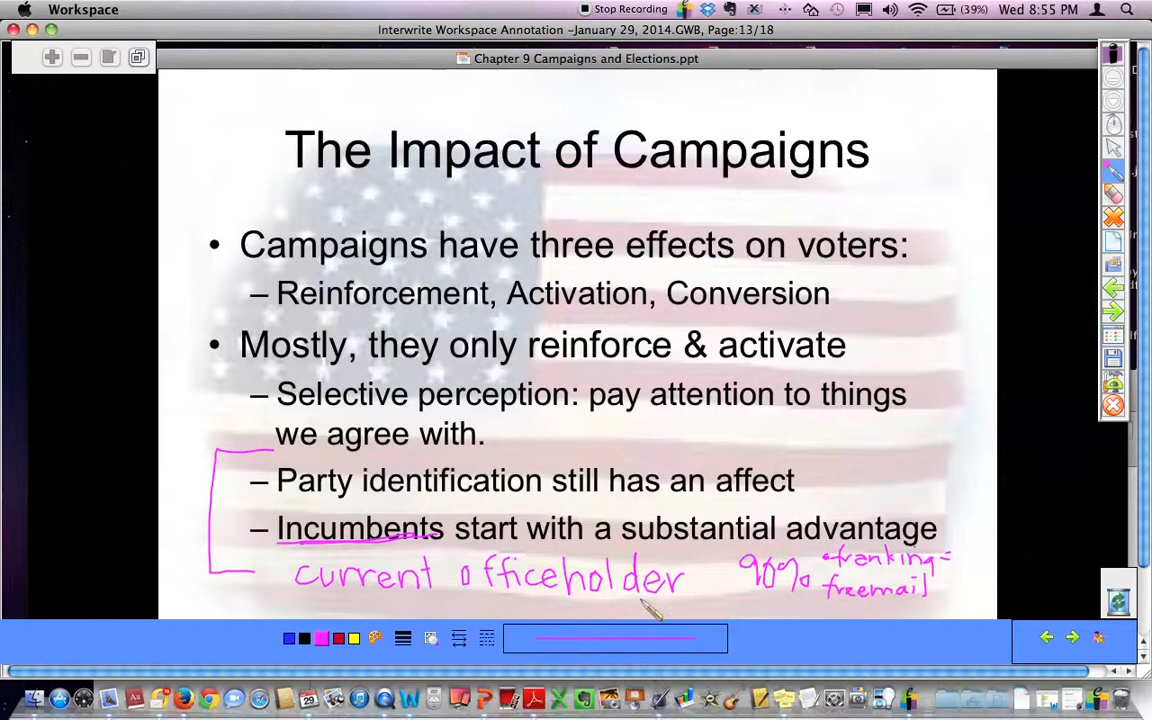 Workspace
Stop Recording
(39%)
Wed 8:55 PM
Interwrite Workspace Annotation -January 29, 2014.GWB, Page:13/18
Chapter 9 Campaigns and Elections.ppt
The Impact of Campaigns
• Campaigns have three effects on voters:
– Reinforcement, Activation, Conversion
• Mostly, they only reinforce & activate
– Selective perception: pay attention to things
we agree with.
– Party identification still has an affect
– Incumbents start with a substantial advantage
current officeholder 90% •franking=
freemail